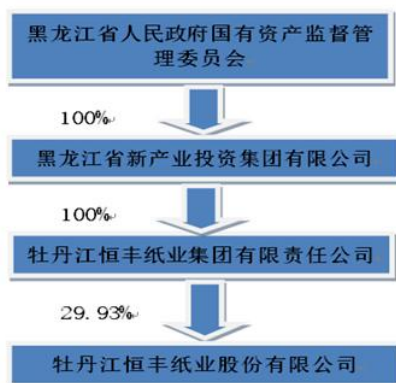 黑龙江省人民政府国有资产监督管
理委员会
100%
黑龙江省新产业投资集团有限公司
100%
牡丹江恒丰纸业集团有限责任公司
29.93%
牡丹江恒丰纸业股份有限公司